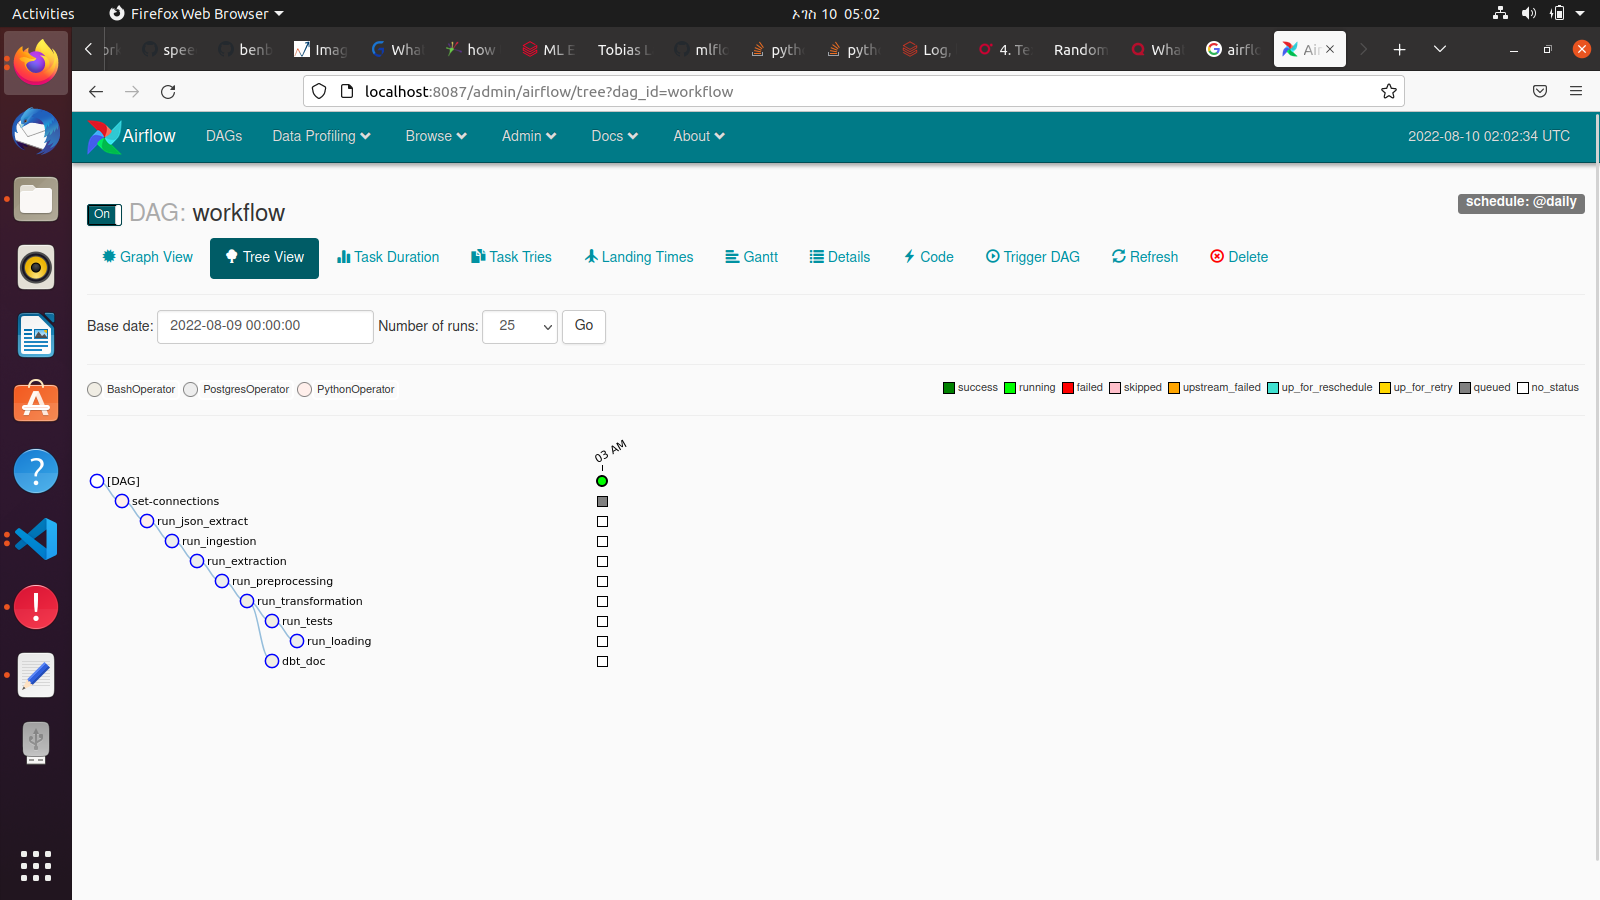 Activities
Firefox Web Browser
ኦገስ 10 05:02
ork
spee
benb
Imag
Wha
how
ML E
Tobias L
mlflo
pyth
pyth
Log,
4. Te
Random
Wha
airflo
Air
localhost:8087/admin/airflow/tree?dag_id=workflow
Airflow
DAGs
Data Profiling
Browse
Admin
Docs
About
2022-08-10 02:02:34 UTC
On DAG: workflow
schedule: @daily
Graph View
Tree View
Task Duration
Task Tries
Landing Times
Gantt
Details
Code
Trigger DAG
Refresh
Delete
Base date: 2022-08-09 00:00:00 Number of runs: 25 Go
BashOperator PostgresOperator PythonOperator
success running failed skipped upstream_failed up_for_reschedule up_for_retry queued no_status
03 AM
[DAG]
set-connections
run_json_extract
run_ingestion
run_extraction
run_preprocessing
run_transformation
run_tests
run_loading
dbt_doc